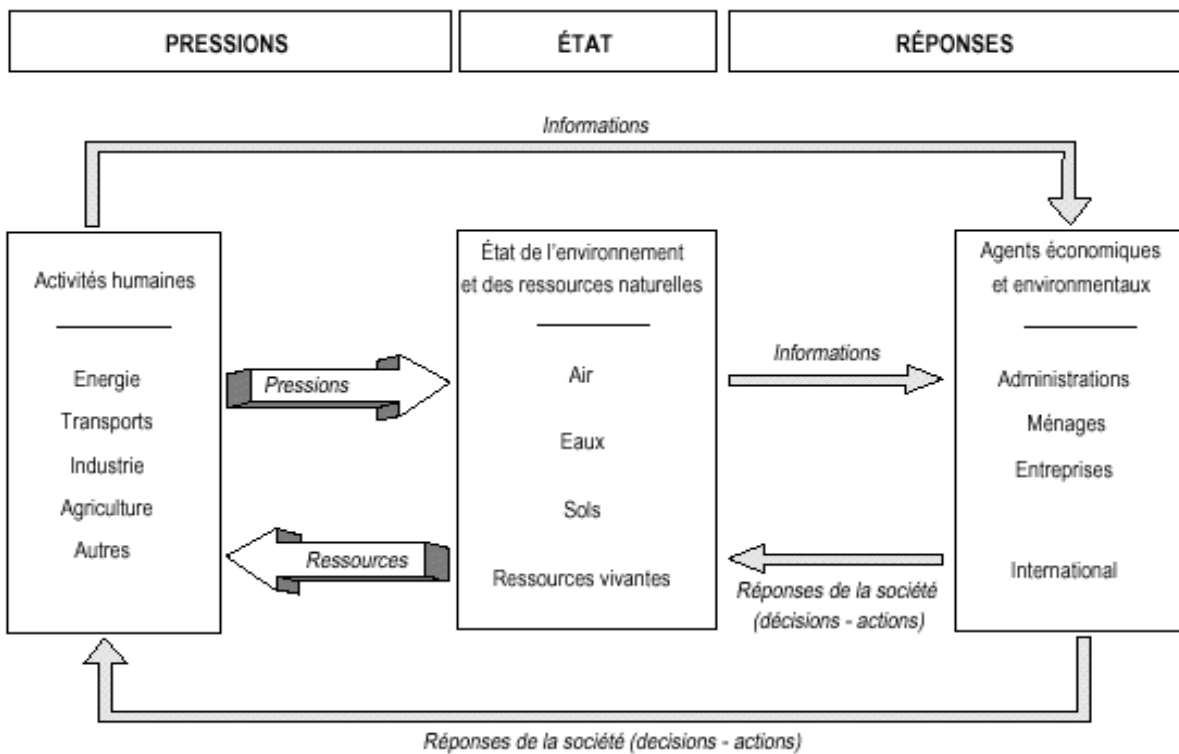 PRESSIONS
ÉTAT
RÉPONSES
Informations
Activités humaines
Energie
Transports
Industrie
Agriculture
Autres
Pressions
Ressources
État de l'environnement
et des ressources naturelles
Air
Eaux
Sols
Ressources vivantes
Informations
Réponses de la société
(décisions - actions)
Agents économiques
et environmentaux
Administrations
Ménages
Entreprises
International
Réponses de la société (decisions - actions)